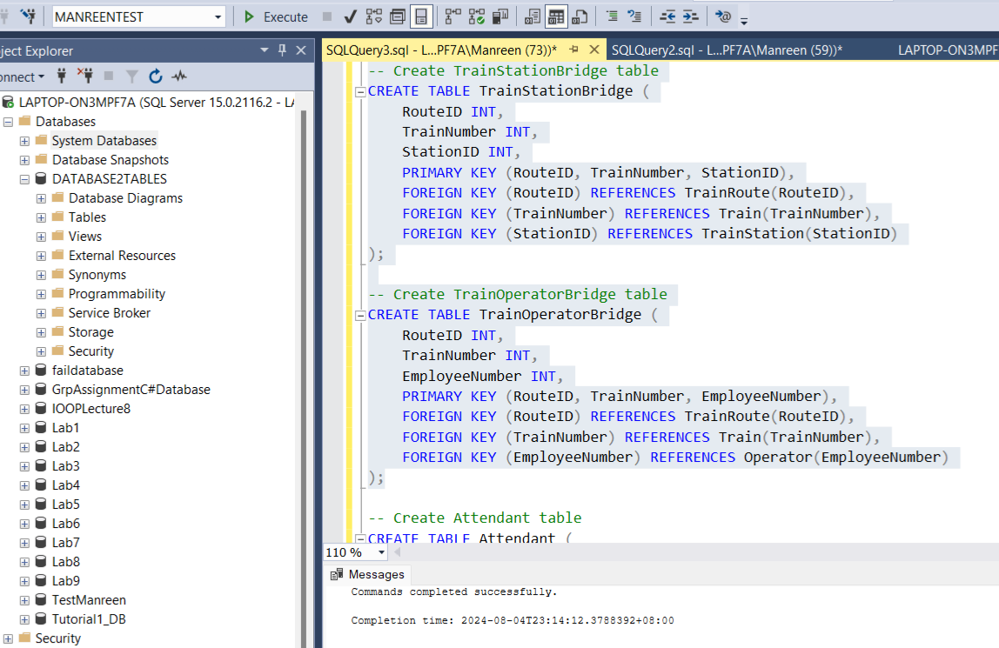 MANREENTEST
Execute
ject Explorer
onnect
LAPTOP-ON3MPF7A (SQL Server 15.0.2116.2 - LA
Databases
System Databases
Database Snapshots
DATABASE2TABLES
Database Diagrams
Tables
Views
External Resources
Synonyms
Programmability
Service Broker
Storage
Security
faildatabase
GrpAssignmentC#Database
IOOPLecture8
Lab1
Lab2
Lab3
Lab4
Lab5
Lab6
Lab7
Lab8
Lab9
TestManreen
Tutorial1_DB
Security
SQLQuery3.sql - L...PF7A\Manreen (73))*
SQLQuery2.sql - L...PF7A\Manreen (59))*
LAPTOP-ON3MPF
-- Create TrainStationBridge table
CREATE TABLE TrainStationBridge (
RouteID INT,
TrainNumber INT,
StationID INT,
PRIMARY KEY (RouteID, TrainNumber, StationID),
FOREIGN KEY (RouteID) REFERENCES TrainRoute(RouteID),
FOREIGN KEY (TrainNumber) REFERENCES Train(TrainNumber),
FOREIGN KEY (StationID) REFERENCES TrainStation(StationID)
);
-- Create TrainOperatorBridge table
CREATE TABLE TrainOperatorBridge (
RouteID INT,
TrainNumber INT,
EmployeeNumber INT,
PRIMARY KEY (RouteID, TrainNumber, EmployeeNumber),
FOREIGN KEY (RouteID) REFERENCES TrainRoute(RouteID),
FOREIGN KEY (TrainNumber) REFERENCES Train(TrainNumber),
FOREIGN KEY (EmployeeNumber) REFERENCES Operator(EmployeeNumber)
);
-- Create Attendant table
CREATE TABLE Attendant (
110 %
Messages
Commands completed successfully.
Completion time: 2024-08-04T23:14:12.3788392+08:00